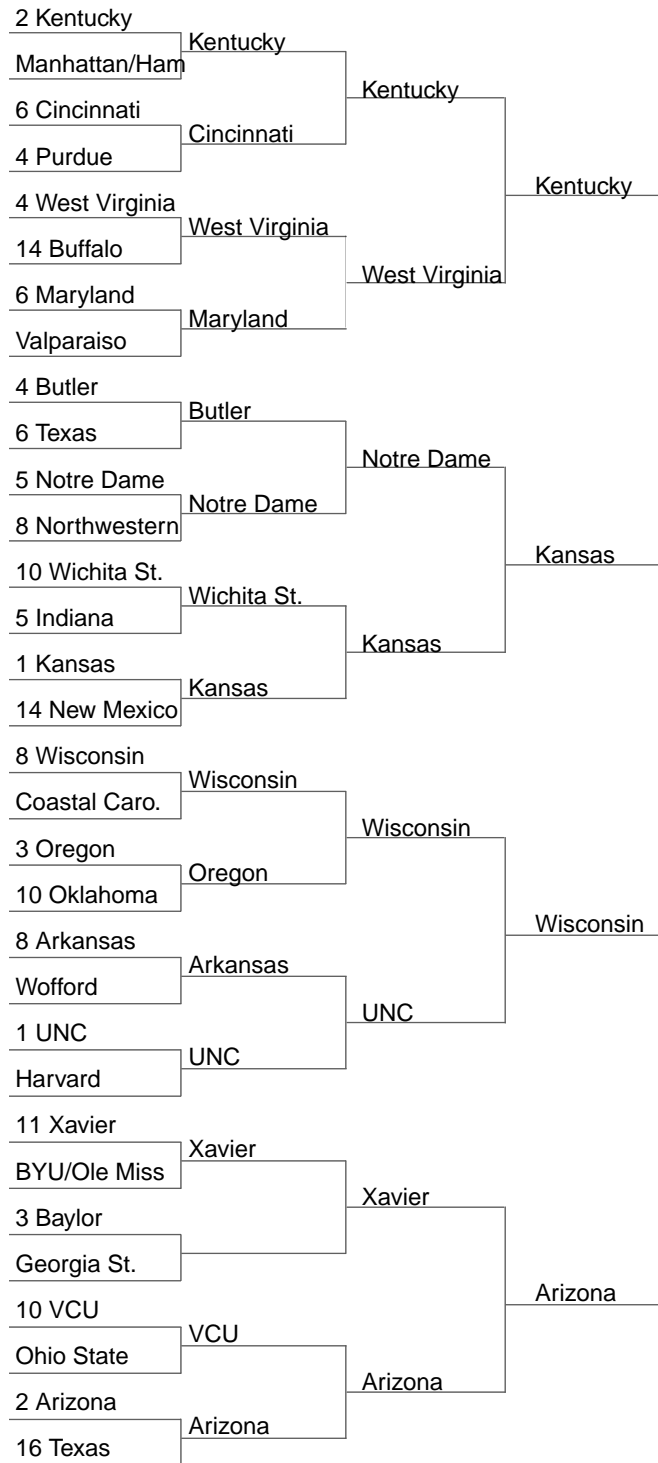 2 Kentucky
Kentucky
Manhattan/Ham
Kentucky
6 Cincinnati
Cincinnati
4 Purdue
Kentucky
4 West Virginia
West Virginia
14 Buffalo
West Virginia
6 Maryland
Maryland
Valparaiso
4 Butler
Butler
6 Texas
Notre Dame
5 Notre Dame
Notre Dame
8 Northwestern
Kansas
10 Wichita St.
Wichita St.
5 Indiana
Kansas
1 Kansas
Kansas
14 New Mexico
8 Wisconsin
Wisconsin
Coastal Caro.
Wisconsin
3 Oregon
Oregon
10 Oklahoma
Wisconsin
8 Arkansas
Arkansas
Wofford
UNC
1 UNC
UNC
Harvard
11 Xavier
Xavier
BYU/Ole Miss
Xavier
3 Baylor
Georgia St.
Arizona
10 VCU
VCU
Ohio State
Arizona
2 Arizona
Arizona
16 Texas